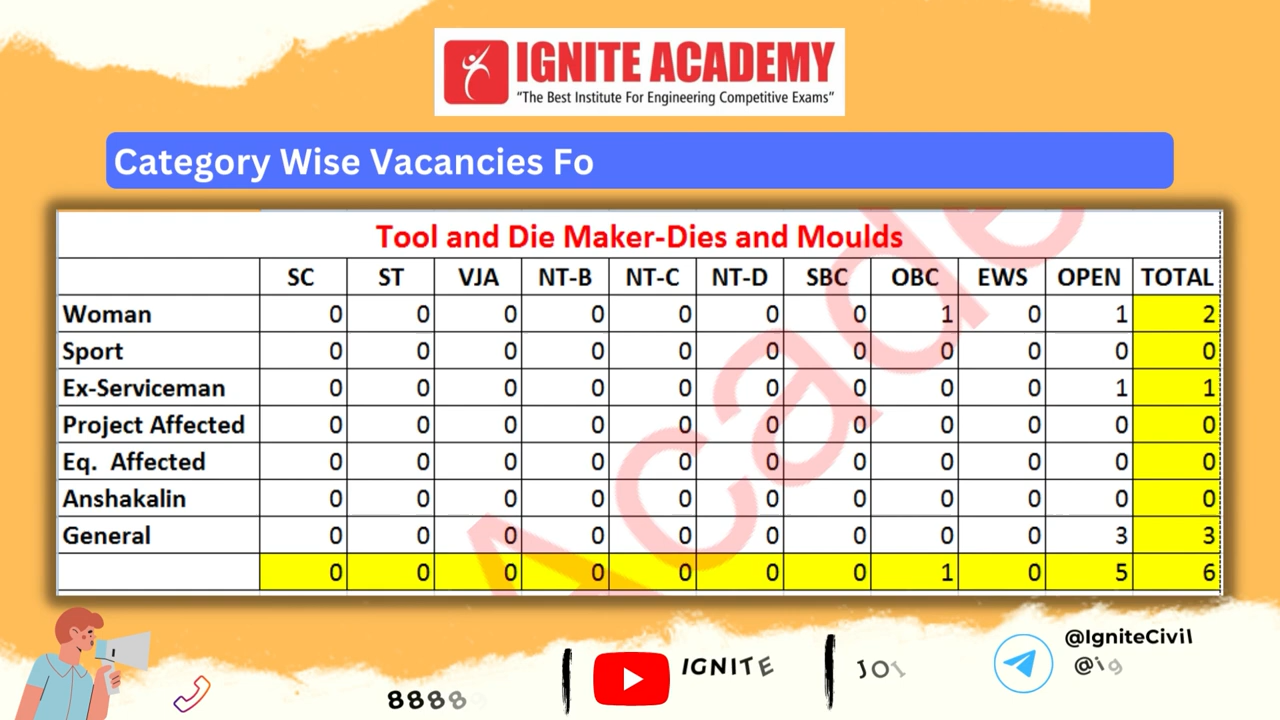 IGNITE ACADEMY
"The Best Institute For Engineering Competitive Exams"
Category Wise Vacancies Fo
Tool and Die Maker-Dies and Moulds
SC ST VJA NT-B NT-C NT-D SBC OBC EWS OPEN TOTAL
Woman 0 0 0 0 0 0 0 1 0 1 2
Sport 0 0 0 0 0 0 0 0 0 0 0
Ex-Serviceman 0 0 0 0 0 0 0 0 0 1 1
Project Affected 0 0 0 0 0 0 0 0 0 0 0
Eq. Affected 0 0 0 0 0 0 0 0 0 0 0
Anshakalin 0 0 0 0 0 0 0 0 0 0 0
General 0 0 0 0 0 0 0 0 0 3 3
0 0 0 0 0 0 0 1 0 5 6
Acade
@IgniteCivil
IGNITE JOI @ig
8888